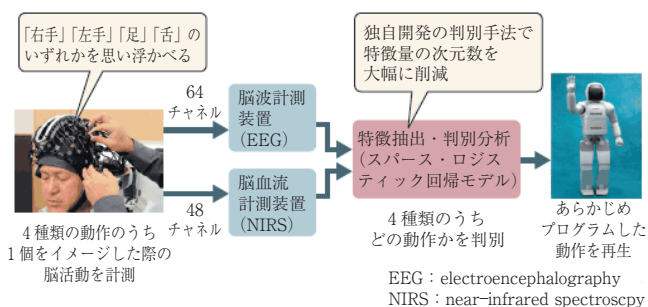 「右手」「左手」「足」「舌」の
いずれかを思い浮かべる
独自開発の判別手法で
特徴量の次元数を
大幅に削減
64
チャネル
脳波計測
装置
(EEG)
48
チャネル
脳血流
計測装置
(NIRS)
特徴抽出・判別分析
(スパース・ロジス
ティック回帰モデル)
4種類の動作のうち
1個をイメージした際の
脳活動を計測
4種類のうち
どの動作かを判別
あらかじめ
プログラムした
動作を再生
EEG：electroencephalography
NIRS：near-infrared spectroscpy